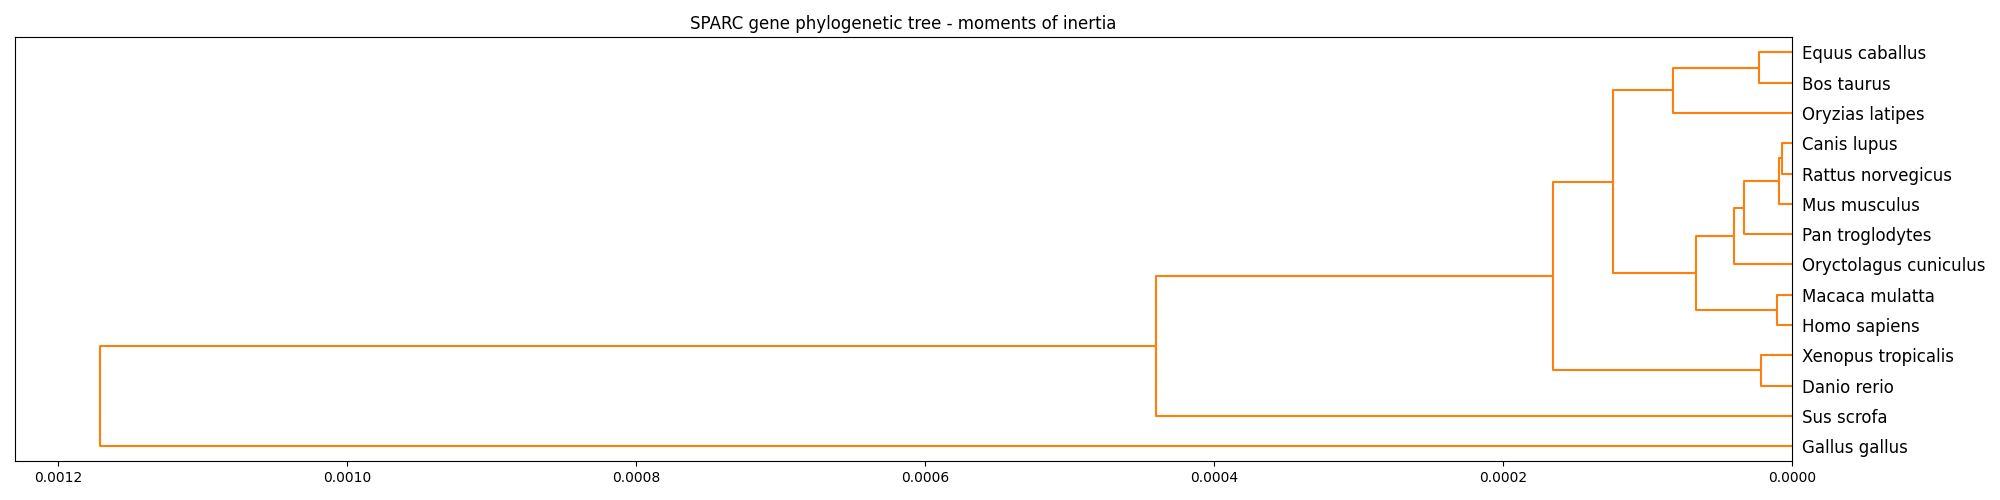 SPARC gene phylogenetic tree - moments of inertia
Equus caballus
Bos taurus
Oryzias latipes
Canis lupus
Rattus norvegicus
Mus musculus
Pan troglodytes
Oryctolagus cuniculus
Macaca mulatta
Homo sapiens
Xenopus tropicalis
Danio rerio
Sus scrofa
Gallus gallus
0.0012 0.0010 0.0008 0.0006 0.0004 0.0002 0.0000